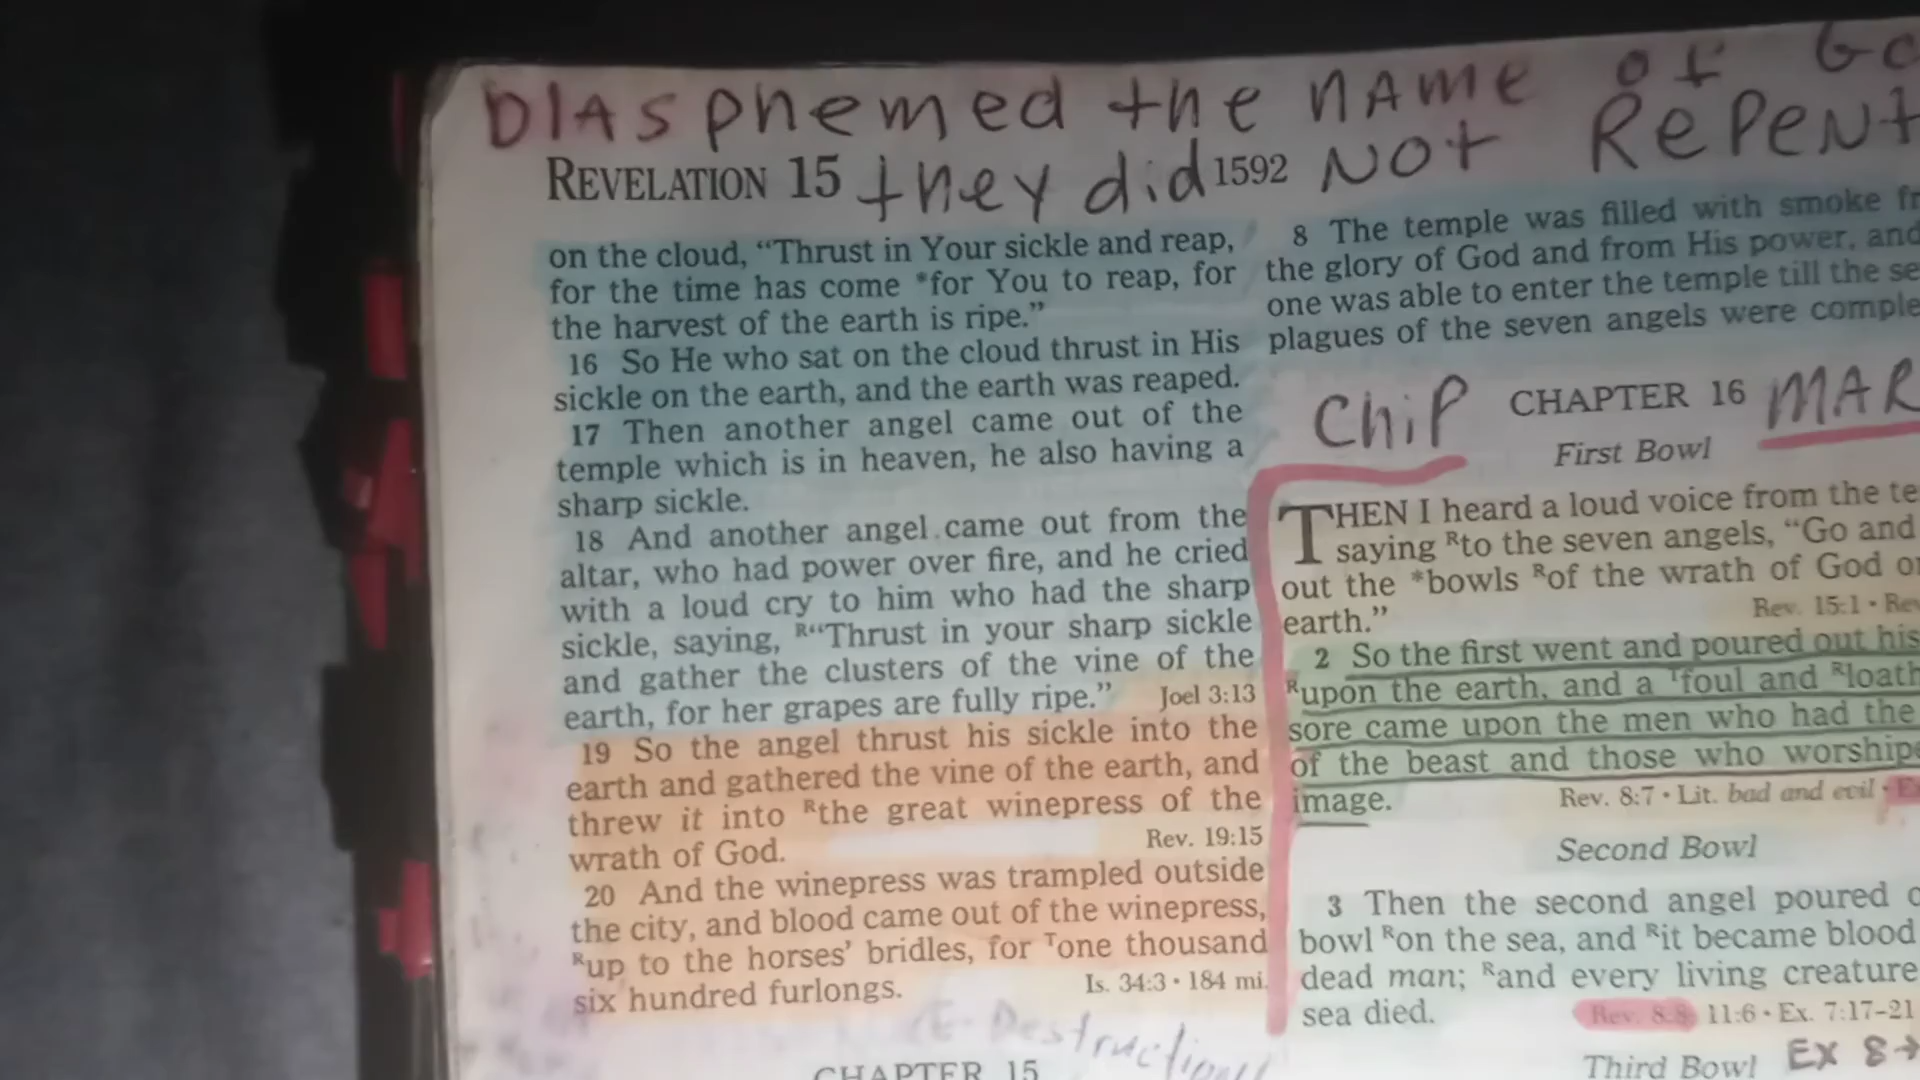 blAsphemed the NAme of
REVELATION 15 they did 1592 NOt RePeNt
on the cloud, “Thrust in Your sickle and reap,
for the time has come *for You to reap, for
the harvest of the earth is ripe.”
16 So He who sat on the cloud thrust in His
sickle on the earth, and the earth was reaped.
17 Then another angel came out of the
temple which is in heaven, he also having a
sharp sickle.
18 And another angel came out from the
altar, who had power over fire, and he cried
with a loud cry to him who had the sharp
sickle, saying, ᴿ“Thrust in your sharp sickle
and gather the clusters of the vine of the
earth, for her grapes are fully ripe.” Joel 3:13
19 So the angel thrust his sickle into the
earth and gathered the vine of the earth, and
threw it into ᴿthe great winepress of the
wrath of God. Rev. 19:15
20 And the winepress was trampled outside
the city, and blood came out of the winepress,
ᴿup to the horses’ bridles, for ᵀone thousand
six hundred furlongs. Is. 34:3 • 184 mi.
Destruction
CHAPTER 15
8 The temple was filled with smoke
the glory of God and from His power, and
one was able to enter the temple till the
plagues of the seven angels were
ChiP CHAPTER 16 MAR
First Bowl
THEN I heard a loud voice from the
saying ᴿto the seven angels, “Go and
out the *bowls ᴿof the wrath of God
earth.” Rev. 15:1 •
2 So the first went and poured out his
ᴿupon the earth, and a ᵀfoul and ᴿloath
sore came upon the men who had the
of the beast and those who worshipe
image. Rev. 8:7 • Lit. bad and evil •
Second Bowl
3 Then the second angel poured
bowl ᴿon the sea, and ᴿit became blood
dead man; ᴿand every living creature
sea died. Rev. 8:8 11:6 • Ex. 7:17–21
Third Bowl EX 8→